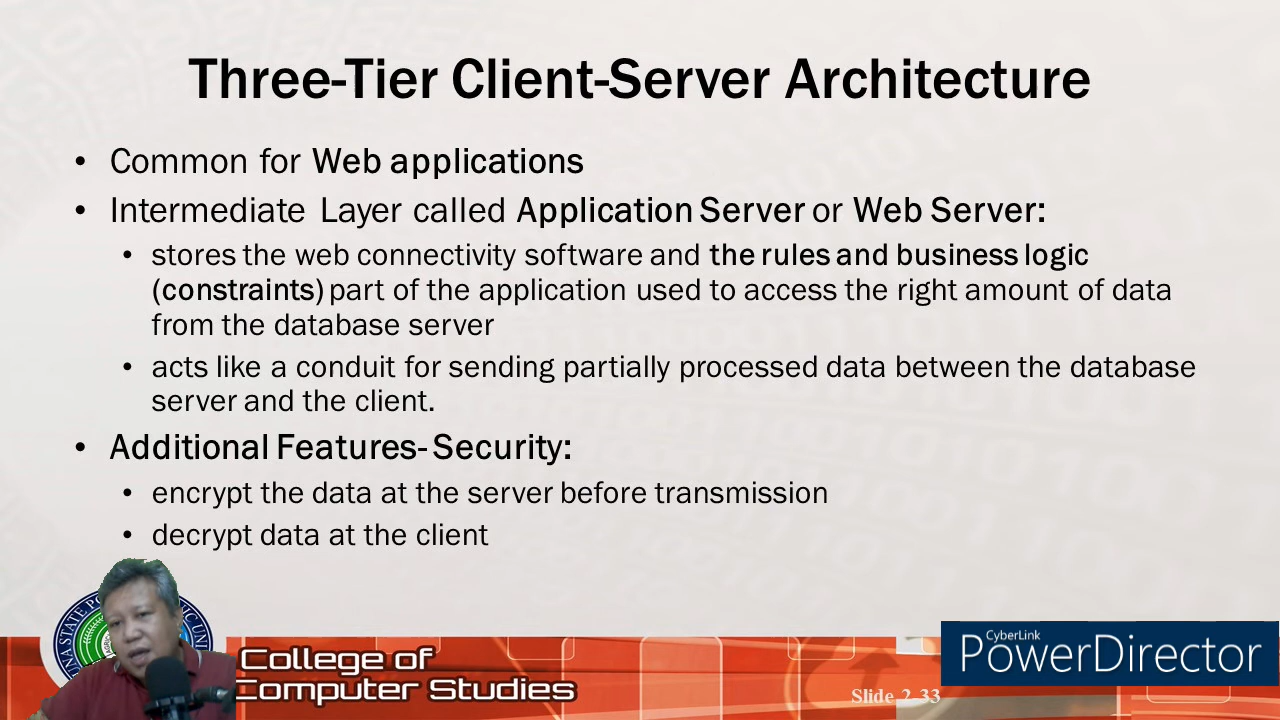 Three-Tier Client-Server Architecture
• Common for Web applications
• Intermediate Layer called Application Server or Web Server:
• stores the web connectivity software and the rules and business logic
(constraints) part of the application used to access the right amount of data
from the database server
• acts like a conduit for sending partially processed data between the database
server and the client.
• Additional Features- Security:
• encrypt the data at the server before transmission
• decrypt data at the client
College of
Computer Studies
Slide 2-33
CyberLink
PowerDirector